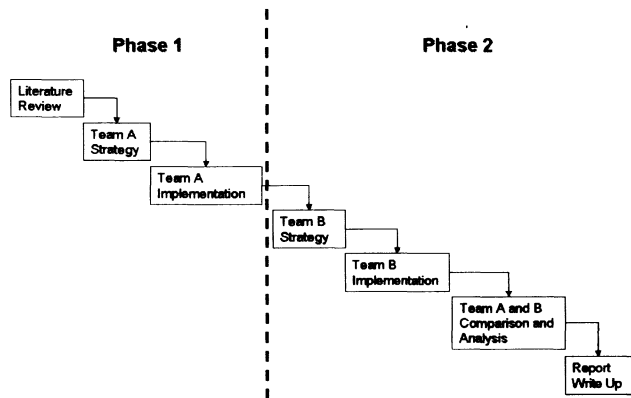 Phase 1
Phase 2
Literature
Review
Team A
Strategy
Team A
Implementation
Team B
Strategy
Team B
Implementation
Team A and B
Comparison and
Analysis
Report
Write Up